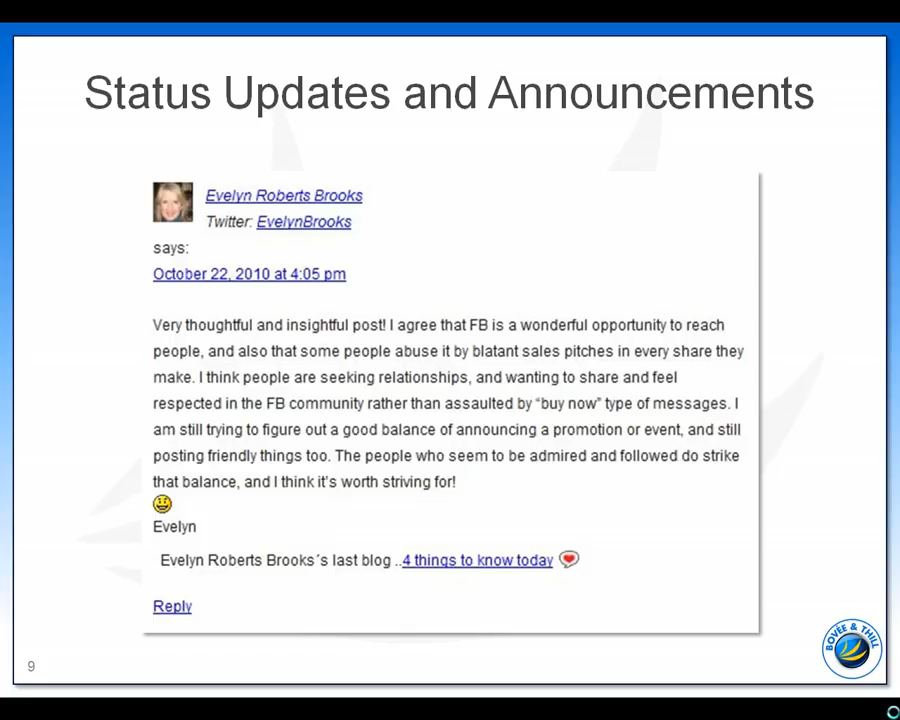 Status Updates and Announcements
Evelyn Roberts Brooks
Twitter: EvelynBrooks
says:
October 22, 2010 at 4:05 pm
Very thoughtful and insightful post! I agree that FB is a wonderful opportunity to reach
people, and also that some people abuse it by blatant sales pitches in every share they
make. I think people are seeking relationships, and wanting to share and feel
respected in the FB community rather than assaulted by “buy now” type of messages. I
am still trying to figure out a good balance of announcing a promotion or event, and still
posting friendly things too. The people who seem to be admired and followed do strike
that balance, and I think it’s worth striving for!
Evelyn
Evelyn Roberts Brooks´s last blog ..4 things to know today
Reply
9
BOVÉE & THILL